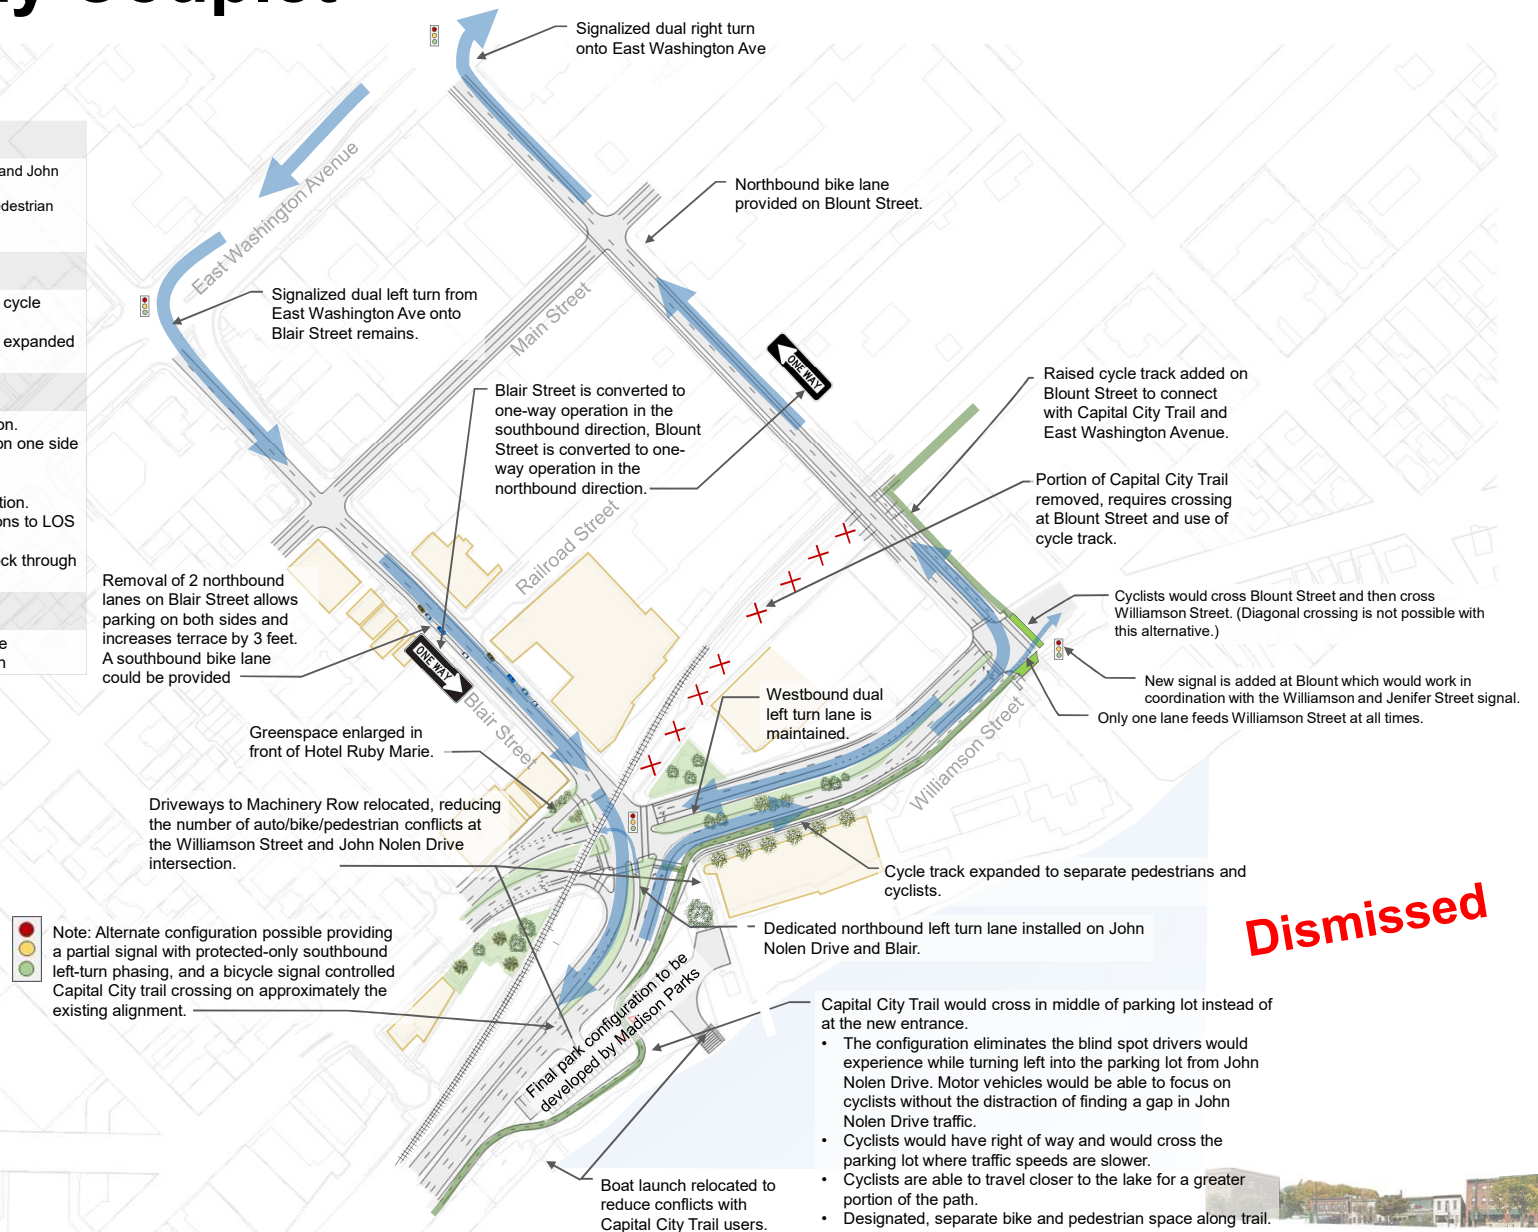 y Couplet
Signalized dual right turn
onto East Washington Ave
and John
destrian
cycle
expanded
on.
on one side
tion.
ons to LOS
ck through
e
n
East Washington Avenue
Northbound bike lane
provided on Blount Street.
Signalized dual left turn from
East Washington Ave onto
Blair Street remains.
Main Street
ONE WAY
Blair Street is converted to
one-way operation in the
southbound direction, Blount
Street is converted to one-
way operation in the
northbound direction.
Raised cycle track added on
Blount Street to connect
with Capital City Trail and
East Washington Avenue.
Portion of Capital City Trail
removed, requires crossing
at Blount Street and use of
cycle track.
Railroad Street
Removal of 2 northbound
lanes on Blair Street allows
parking on both sides and
increases terrace by 3 feet.
A southbound bike lane
could be provided
ONE WAY
Blair Street
Cyclists would cross Blount Street and then cross
Williamson Street. (Diagonal crossing is not possible with
this alternative.)
New signal is added at Blount which would work in
coordination with the Williamson and Jenifer Street signal.
Only one lane feeds Williamson Street at all times.
Westbound dual
left turn lane is
maintained.
Williamson Street
Greenspace enlarged in
front of Hotel Ruby Marie.
Driveways to Machinery Row relocated, reducing
the number of auto/bike/pedestrian conflicts at
the Williamson Street and John Nolen Drive
intersection.
Cycle track expanded to separate pedestrians and
cyclists.
Dismissed
Note: Alternate configuration possible providing
a partial signal with protected-only southbound
left-turn phasing, and a bicycle signal controlled
Capital City trail crossing on approximately the
existing alignment.
Dedicated northbound left turn lane installed on John
Nolen Drive and Blair.
Final park configuration to be
developed by Madison Parks
Capital City Trail would cross in middle of parking lot instead of
at the new entrance.
• The configuration eliminates the blind spot drivers would
experience while turning left into the parking lot from John
Nolen Drive. Motor vehicles would be able to focus on
cyclists without the distraction of finding a gap in John
Nolen Drive traffic.
• Cyclists would have right of way and would cross the
parking lot where traffic speeds are slower.
• Cyclists are able to travel closer to the lake for a greater
portion of the path.
• Designated, separate bike and pedestrian space along trail.
Boat launch relocated to
reduce conflicts with
Capital City Trail users.